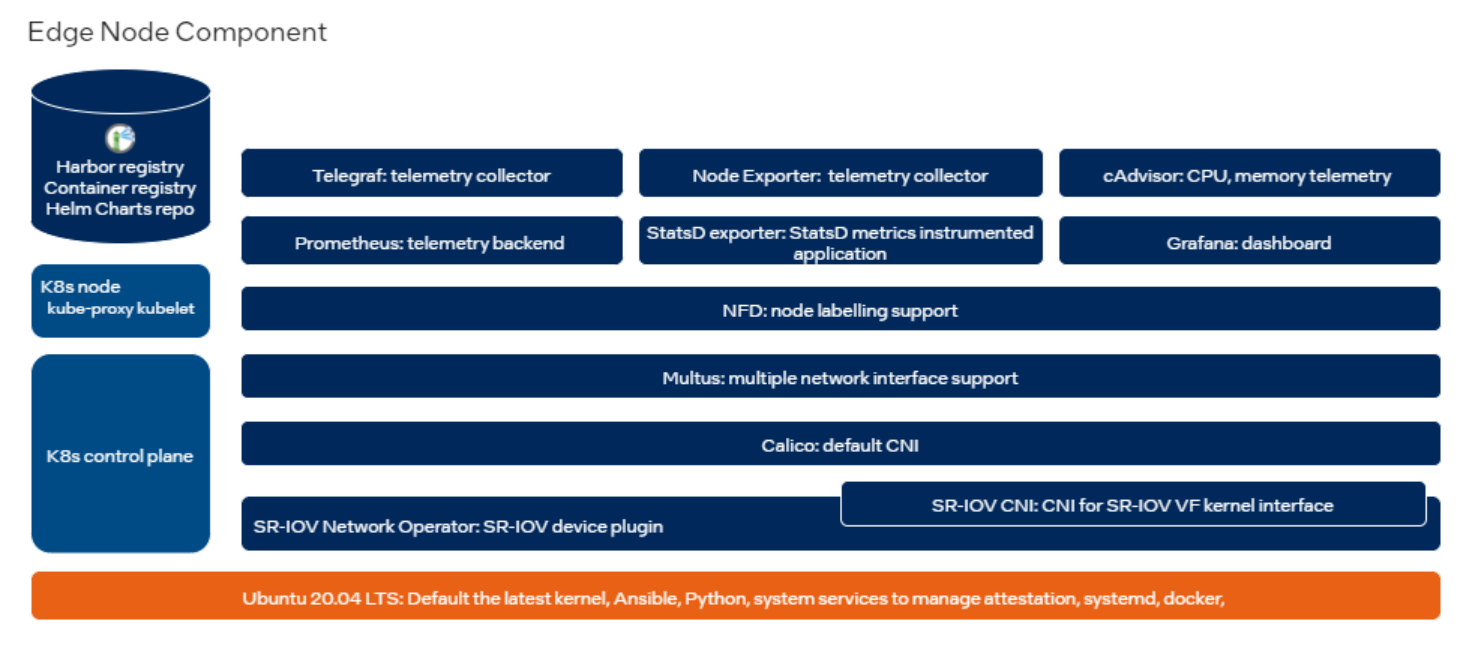 Edge Node Component
Harbor registry
Container registry
Helm Charts repo
Telegraf: telemetry collector
Node Exporter: telemetry collector
cAdvisor: CPU, memory telemetry
Prometheus: telemetry backend
StatsD exporter: StatsD metrics instrumented
application
Grafana: dashboard
K8s node
kube-proxy kubelet
NFD: node labelling support
Multus: multiple network interface support
K8s control plane
Calico: default CNI
SR-IOV CNI: CNI for SR-IOV VF kernel interface
SR-IOV Network Operator: SR-IOV device plugin
Ubuntu 20.04 LTS: Default the latest kernel, Ansible, Python, system services to manage attestation, systemd, docker,